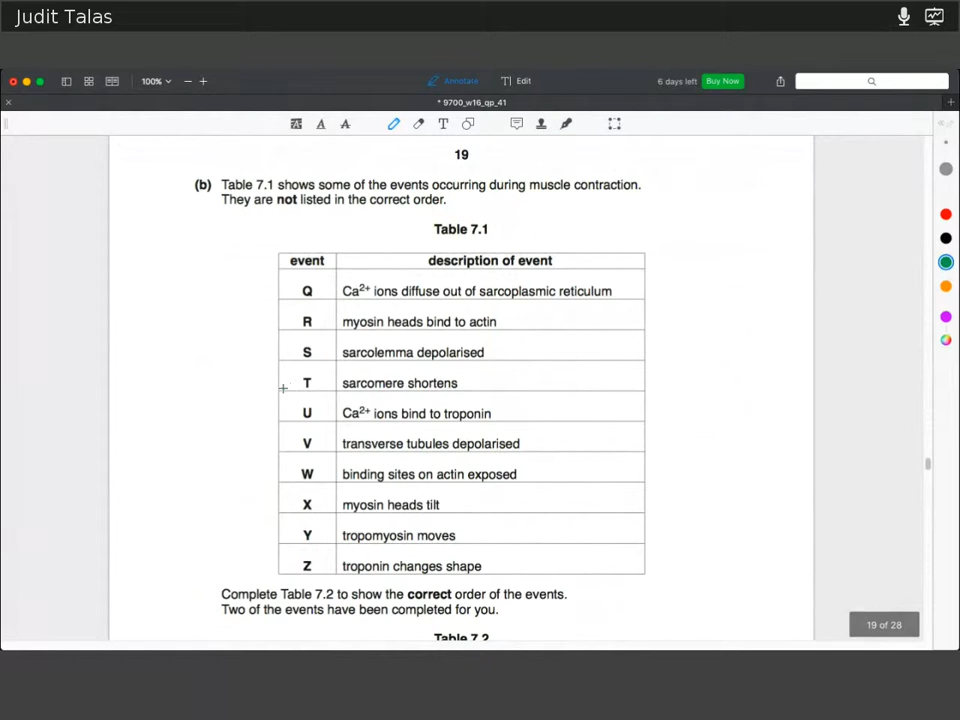 Judit Talas
100%
Annotate
Edit
6 days left
Buy Now
* 9700_w16_qp_41
19
(b) Table 7.1 shows some of the events occurring during muscle contraction.
They are not listed in the correct order.
Table 7.1
event description of event
Q Ca2+ ions diffuse out of sarcoplasmic reticulum
R myosin heads bind to actin
S sarcolemma depolarised
T sarcomere shortens
U Ca2+ ions bind to troponin
V transverse tubules depolarised
W binding sites on actin exposed
X myosin heads tilt
Y tropomyosin moves
Z troponin changes shape
Complete Table 7.2 to show the correct order of the events.
Two of the events have been completed for you.
19 of 28
Table 7.2